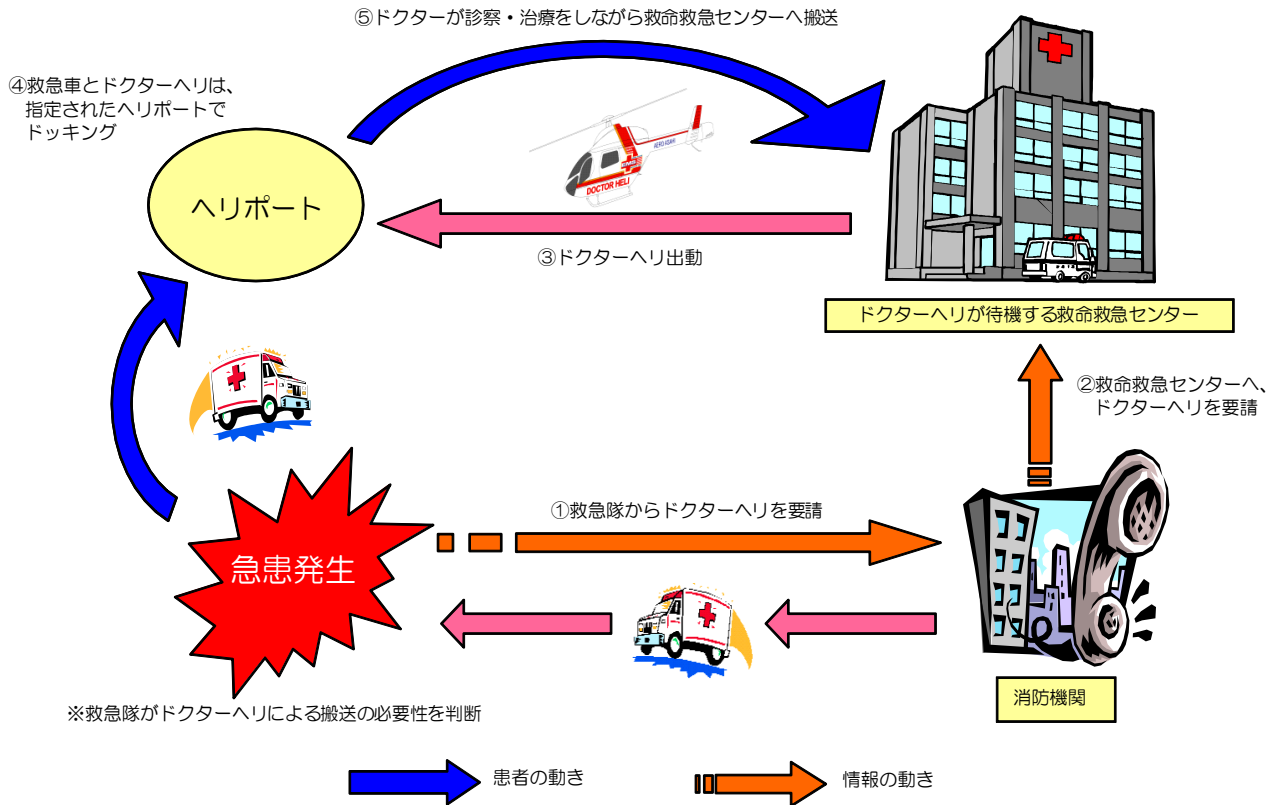 ⑤ドクターが診察・治療をしながら救命救急センターへ搬送
④救急車とドクターヘリは、
指定されたヘリポートで
ドッキング
ヘリポート
DOCTOR HELI
③ドクターヘリ出動
ドクターヘリが待機する救命救急センター
②救命救急センターへ、
ドクターヘリを要請
①救急隊からドクターヘリを要請
急患発生
消防機関
※救急隊がドクターヘリによる搬送の必要性を判断
患者の動き
情報の動き